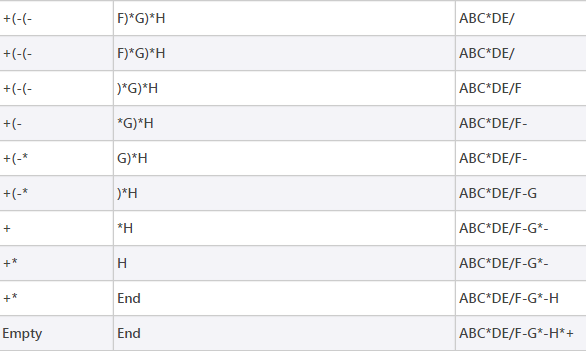 +(-(- F)*G)*H ABC*DE/
+(-(- F)*G)*H ABC*DE/
+(-(- )*G)*H ABC*DE/F
+(- *G)*H ABC*DE/F-
+(-* G)*H ABC*DE/F-
+(-* )*H ABC*DE/F-G
+ *H ABC*DE/F-G*-
+* H ABC*DE/F-G*-
+* End ABC*DE/F-G*-H
Empty End ABC*DE/F-G*-H*+